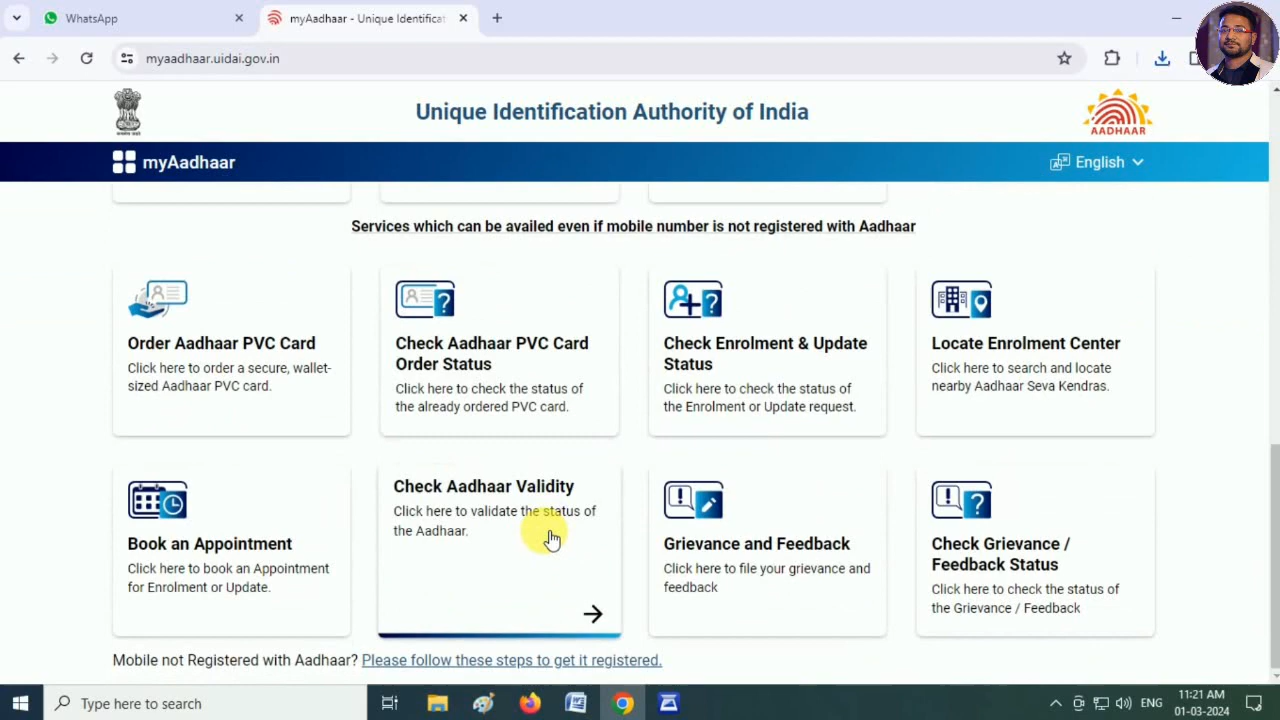 WhatsApp
myAadhaar - Unique Identificat
myaadhaar.uidai.gov.in
Unique Identification Authority of India
AADHAAR
myAadhaar
English
Services which can be availed even if mobile number is not registered with Aadhaar
Order Aadhaar PVC Card
Click here to order a secure, wallet-
sized Aadhaar PVC card.
Check Aadhaar PVC Card
Order Status
Click here to check the status of
the already ordered PVC card.
Check Enrolment & Update
Status
Click here to check the status of
the Enrolment or Update request.
Locate Enrolment Center
Click here to search and locate
nearby Aadhaar Seva Kendras.
Book an Appointment
Click here to book an Appointment
for Enrolment or Update.
Check Aadhaar Validity
Click here to validate the status of
the Aadhaar.
Grievance and Feedback
Click here to file your grievance and
feedback
Check Grievance /
Feedback Status
Click here to check the status of
the Grievance / Feedback
Mobile not Registered with Aadhaar? Please follow these steps to get it registered.
Type here to search
ENG
11:21 AM
01-03-2024